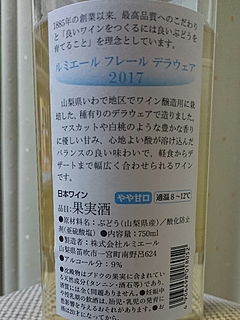 1885年の創業以来、最高品質へのこだわり
と「良いワインをつくるには良いぶどうを
育てること」を理念としています。
ルミエール フレール デラウェア
2017
山梨県いわで地区でワイン醸造用に栽
培した、種有りのデラウェアで造りました。
マスカットや白桃のような豊かな香り
に優しい甘み、心地よい酸が溶け込んだ
バランスの良い味わいで、軽食からデザ
ートまで幅広く合わせられます。
日本ワイン
やや甘口
適温8~12℃
品目:果実酒
●原材料名:ぶどう(山梨県産)/酸化防止
剤(亜硫酸塩) ●内容量:750ml
●製造者:株式会社ルミエール
山梨県笛吹市一宮町南野呂624
●アルコール分:9%